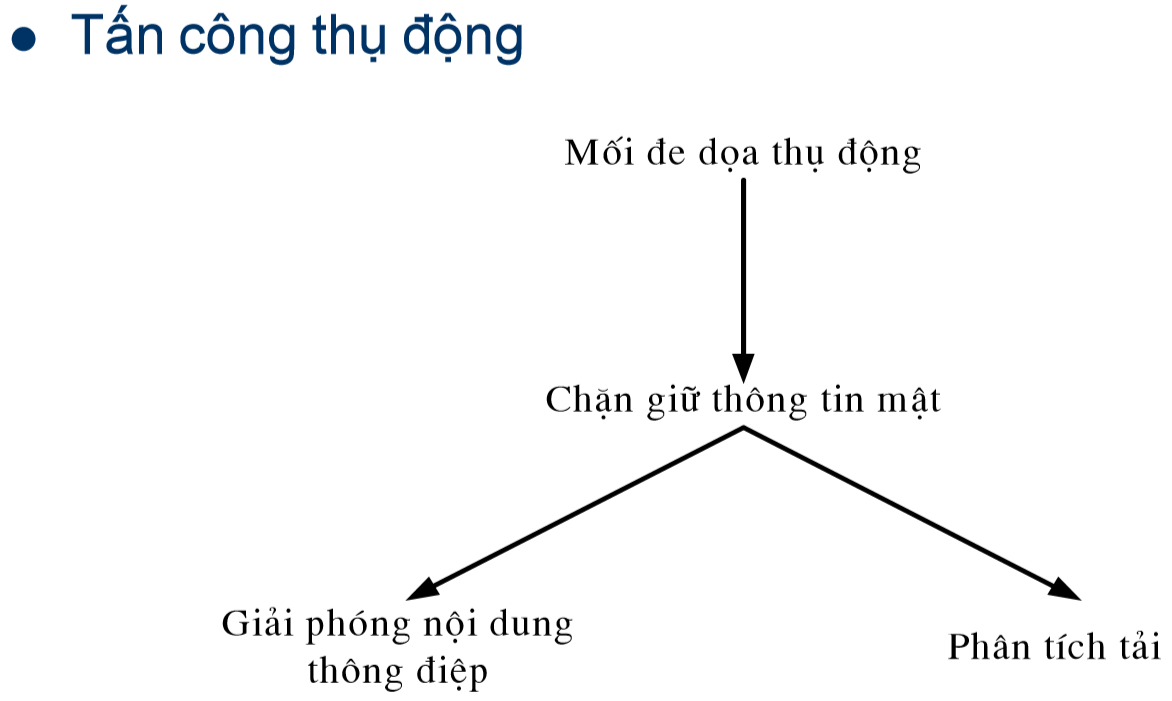 ● Tấn công thụ động
Mối đe dọa thụ động
Chặn giữ thông tin mật
Giải phóng nội dung
thông điệp
Phân tích tải